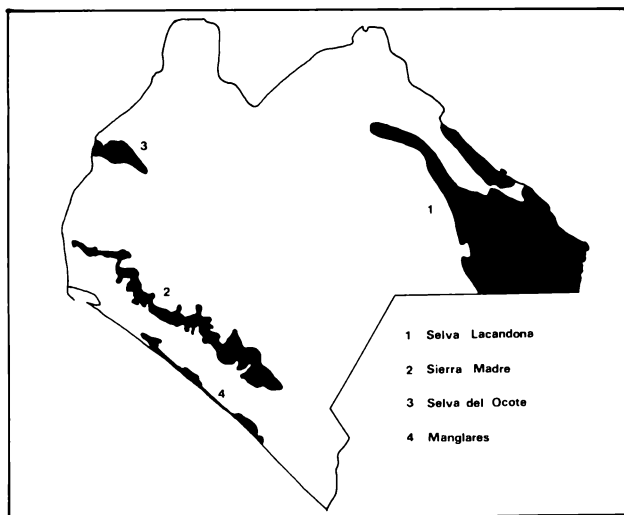 3
1
2
4
1 Selva Lacandona
2 Sierra Madre
3 Selva del Ocote
4 Manglares